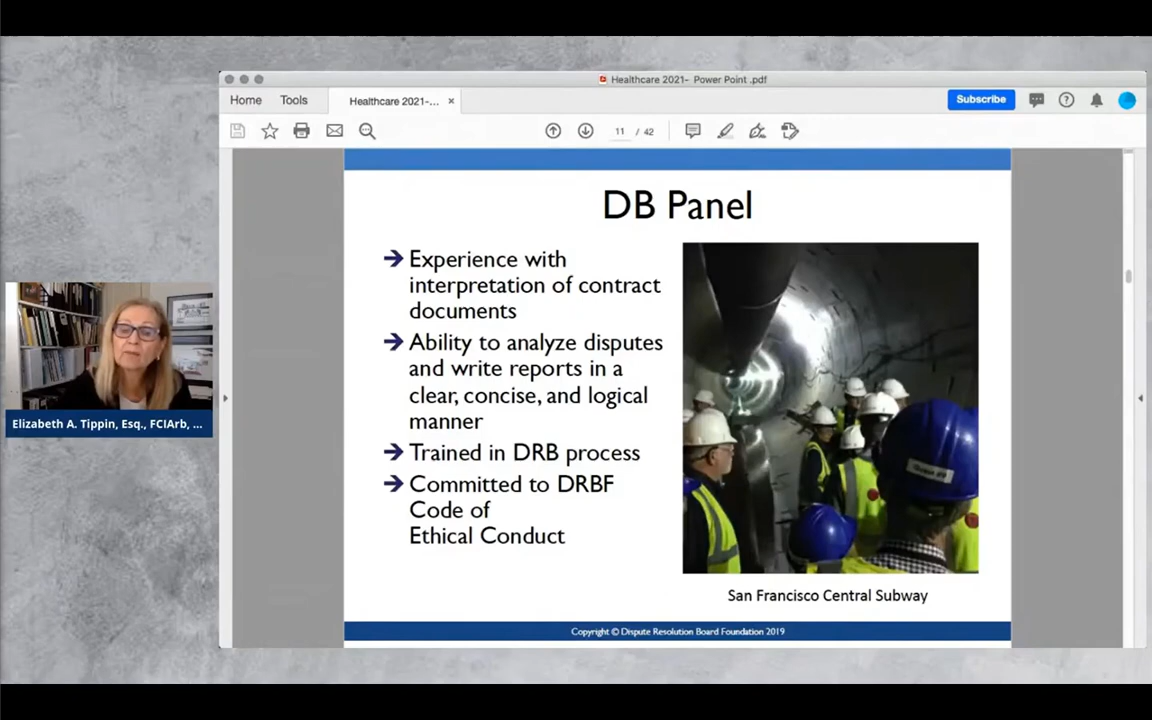 Healthcare 2021- Power Point .pdf
Home
Tools
Healthcare 2021-...
×
Subscribe
11 / 42
DB Panel
Experience with
interpretation of contract
documents
Ability to analyze disputes
and write reports in a
clear, concise, and logical
manner
Trained in DRB process
Committed to DRBF
Code of
Ethical Conduct
San Francisco Central Subway
Copyright © Dispute Resolution Board Foundation 2019
Elizabeth A. Tippin, Esq., FCIArb, ...